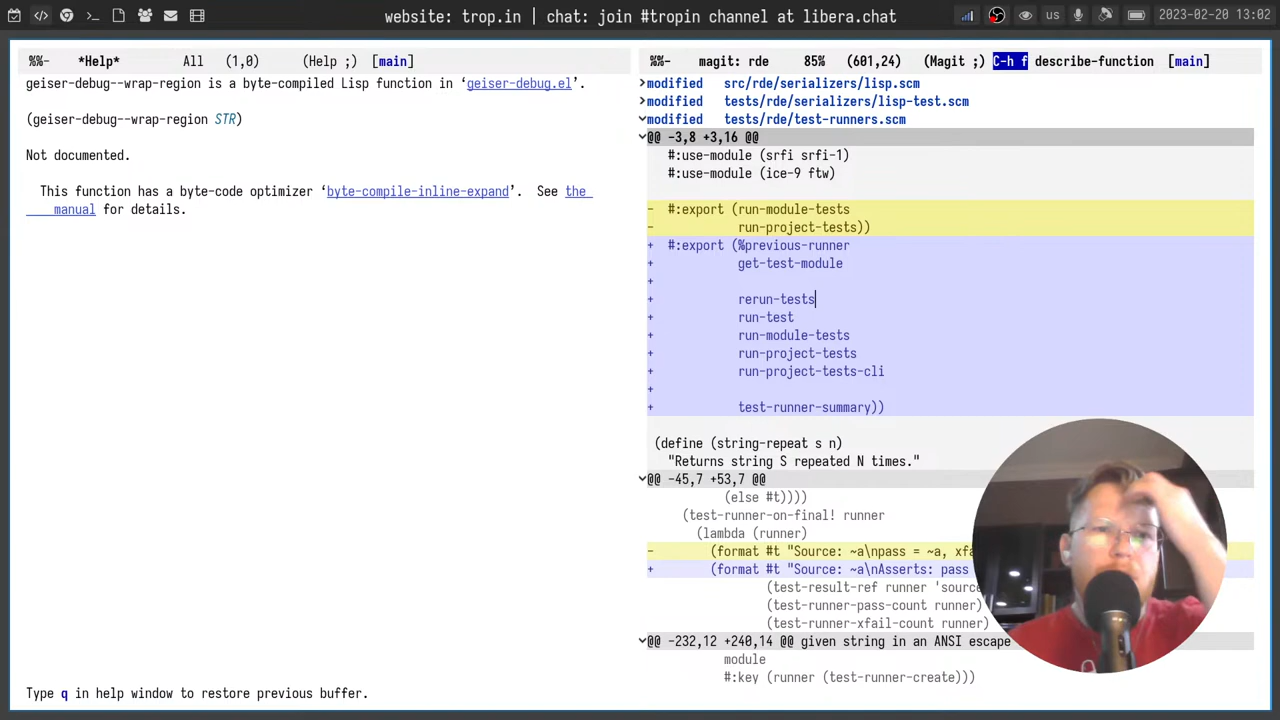 website: trop.in | chat: join #tropin channel at libera.chat
us
2023-02-20 13:02
%%- *Help* All (1,0) (Help ;) [main]
geiser-debug--wrap-region is a byte-compiled Lisp function in ‘geiser-debug.el’.
(geiser-debug--wrap-region STR)
Not documented.
This function has a byte-code optimizer ‘byte-compile-inline-expand’. See the
manual for details.
Type q in help window to restore previous buffer.
%%- magit: rde 85% (601,24) (Magit ;) C-h f describe-function [main]
modified src/rde/serializers/lisp.scm
modified tests/rde/serializers/lisp-test.scm
modified tests/rde/test-runners.scm
@@ -3,8 +3,16 @@
#:use-module (srfi srfi-1)
#:use-module (ice-9 ftw)
- #:export (run-module-tests
- run-project-tests))
+ #:export (%previous-runner
+ get-test-module
+
+ rerun-tests
+ run-test
+ run-module-tests
+ run-project-tests
+ run-project-tests-cli
+
+ test-runner-summary))
(define (string-repeat s n)
"Returns string S repeated N times."
@@ -45,7 +53,7 @@
(else #t))))
(test-runner-on-final! runner
(lambda (runner)
- (format #t "Source: ~a\npass = ~a,
+ (format #t "Source: ~a\nAsserts: pass
(test-result-ref runner
(test-runner-pass-count runner)
(test-runner-xfail-count runner)
@@ -232,12 +240,14 @@ given string in an ANSI escape
module
#:key (runner (test-runner-create)))